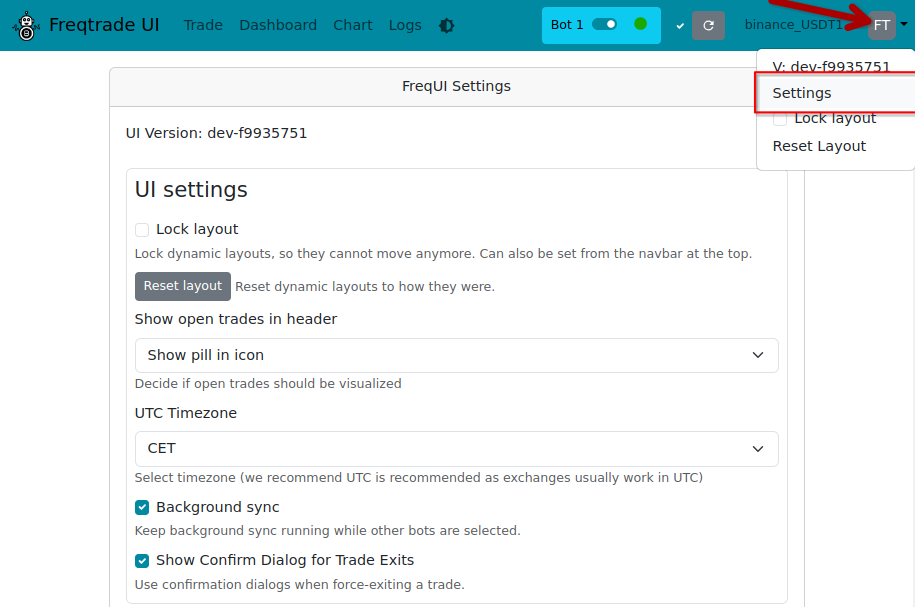 Freqtrade UI Trade Dashboard Chart Logs Bot 1 binance_USDT1 FT
V: dev-f9935751
Settings
Lock layout
Reset Layout
FreqUI Settings
UI Version: dev-f9935751
UI settings
Lock layout
Lock dynamic layouts, so they cannot move anymore. Can also be set from the navbar at the top.
Reset layout Reset dynamic layouts to how they were.
Show open trades in header
Show pill in icon
Decide if open trades should be visualized
UTC Timezone
CET
Select timezone (we recommend UTC is recommended as exchanges usually work in UTC)
Background sync
Keep background sync running while other bots are selected.
Show Confirm Dialog for Trade Exits
Use confirmation dialogs when force-exiting a trade.